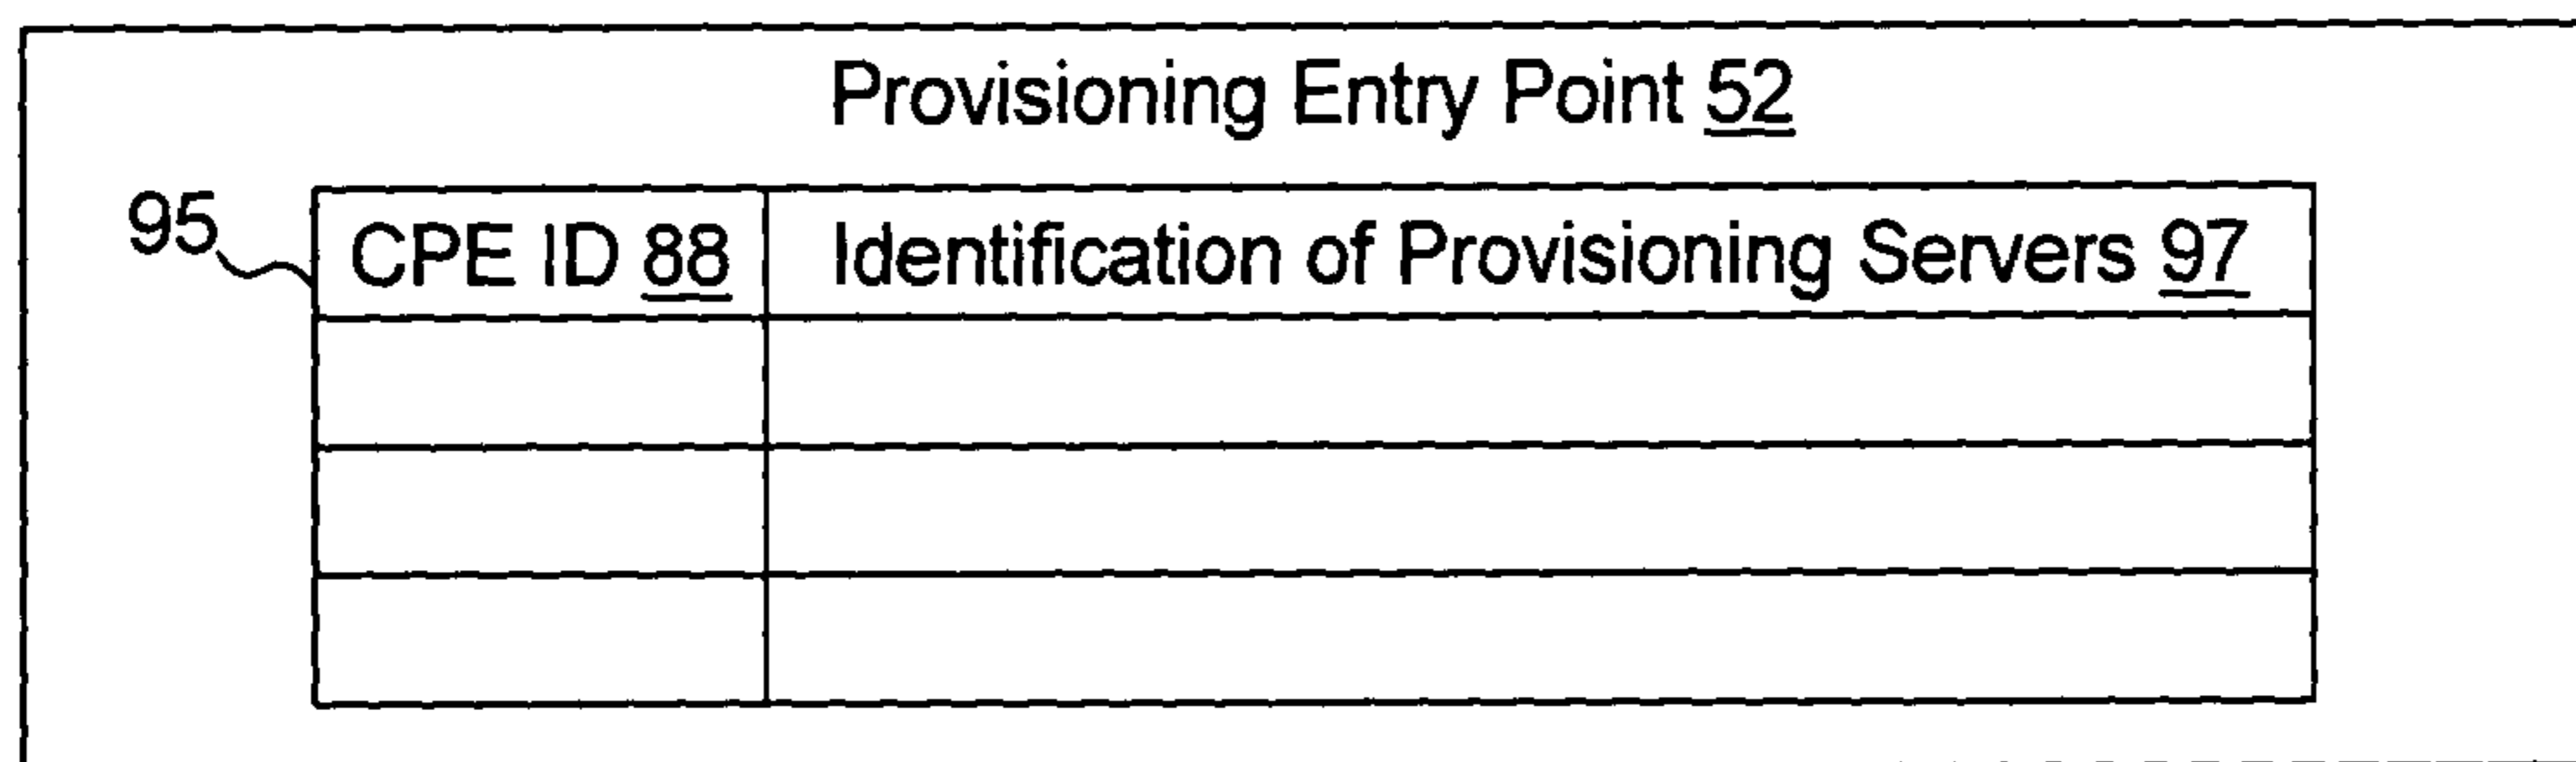 Provisioning Entry Point 52
95
CPE ID 88 Identification of Provisioning Servers 97